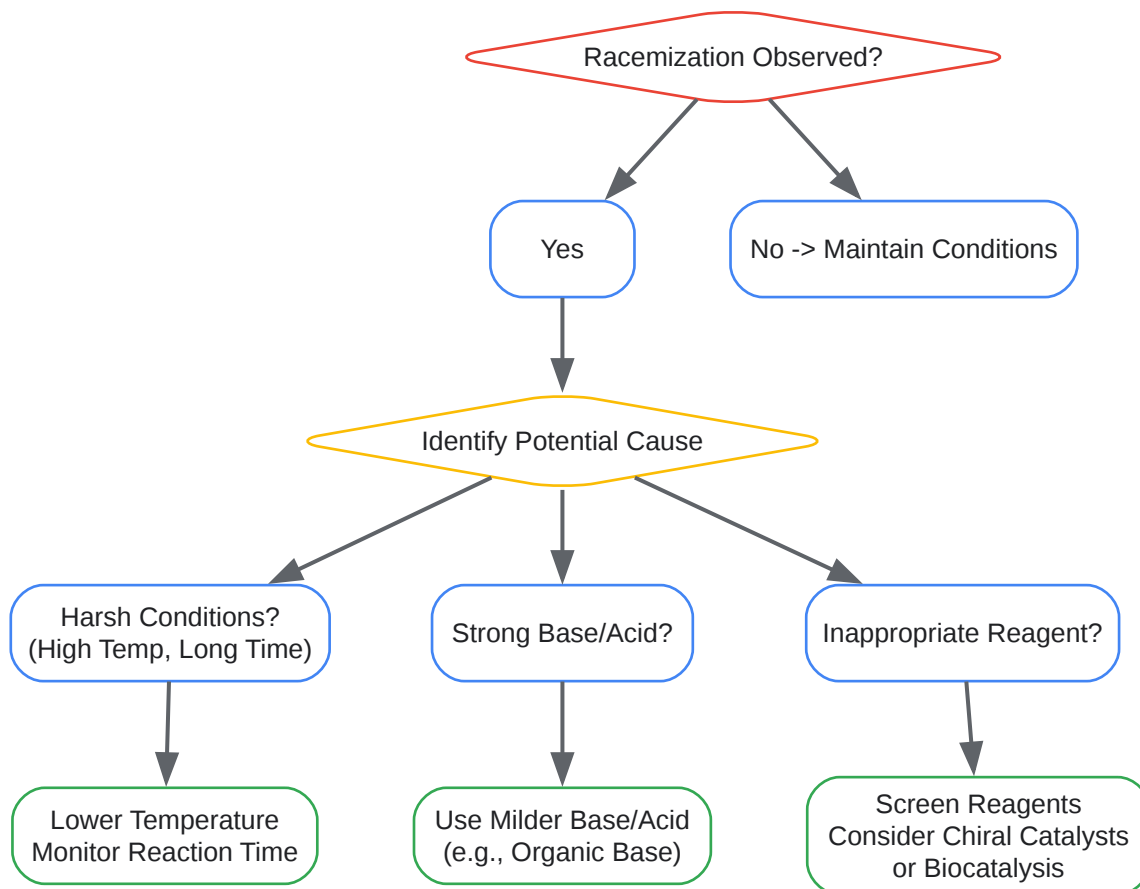 Racemization Observed?
Yes
No -> Maintain Conditions
Identify Potential Cause
Harsh Conditions?
(High Temp, Long Time)
Strong Base/Acid?
Inappropriate Reagent?
Lower Temperature
Monitor Reaction Time
Use Milder Base/Acid
(e.g., Organic Base)
Screen Reagents
Consider Chiral Catalysts
or Biocatalysis